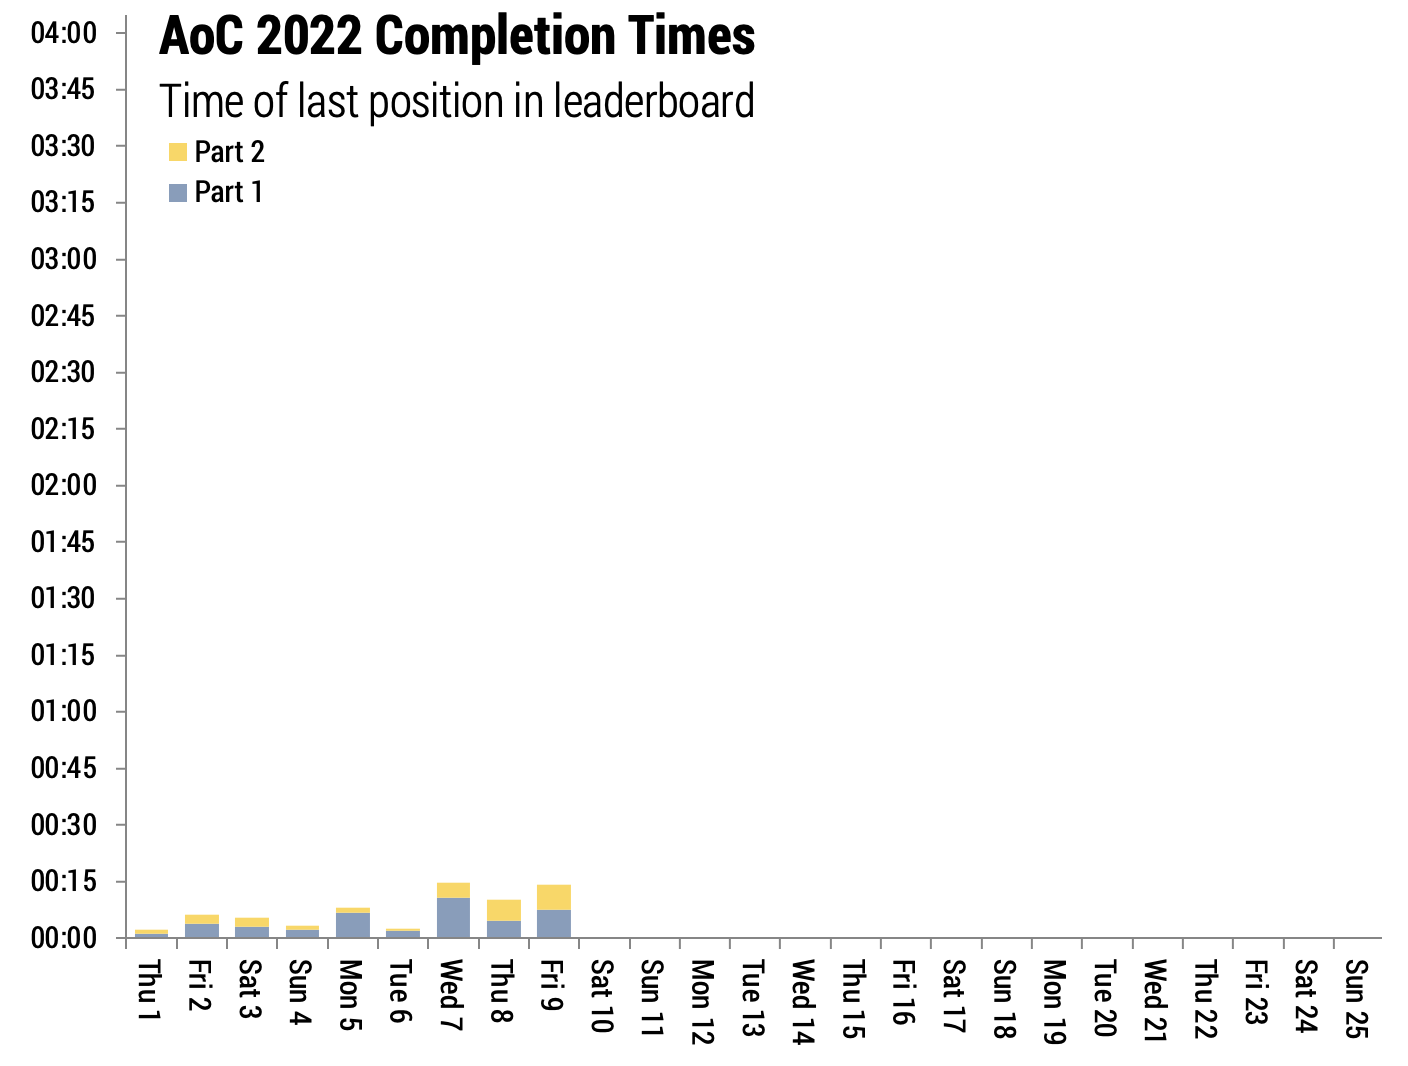 AoC 2022 Completion Times
Time of last position in leaderboard
Part 2
Part 1
04:00
03:45
03:30
03:15
03:00
02:45
02:30
02:15
02:00
01:45
01:30
01:15
01:00
00:45
00:30
00:15
00:00
Thu 1
Fri 2
Sat 3
Sun 4
Mon 5
Tue 6
Wed 7
Thu 8
Fri 9
Sat 10
Sun 11
Mon 12
Tue 13
Wed 14
Thu 15
Fri 16
Sat 17
Sun 18
Mon 19
Tue 20
Wed 21
Thu 22
Fri 23
Sat 24
Sun 25